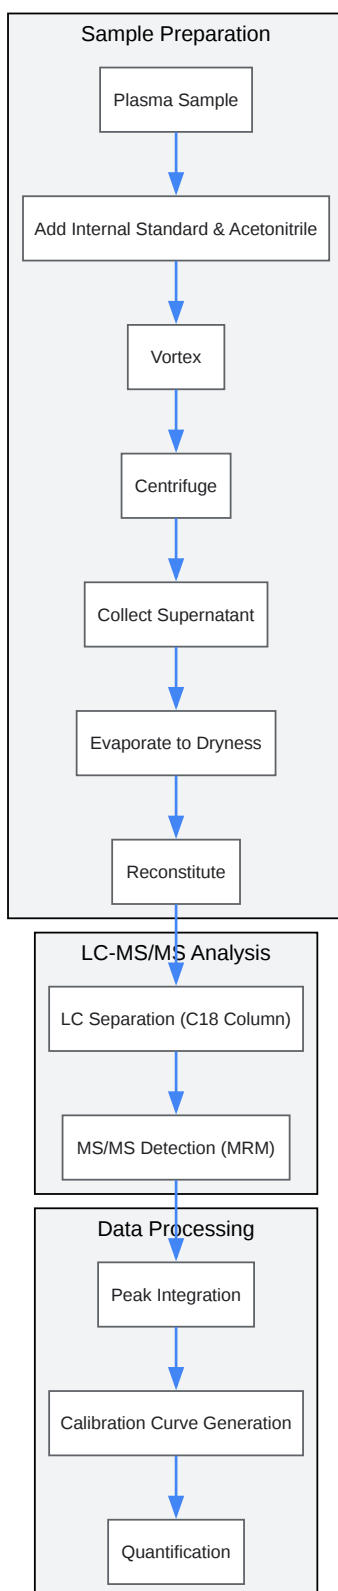 Sample Preparation
Plasma Sample
Add Internal Standard & Acetonitrile
Vortex
Centrifuge
Collect Supernatant
Evaporate to Dryness
Reconstitute
LC-MS/MS Analysis
LC Separation (C18 Column)
MS/MS Detection (MRM)
Data Processing
Peak Integration
Calibration Curve Generation
Quantification